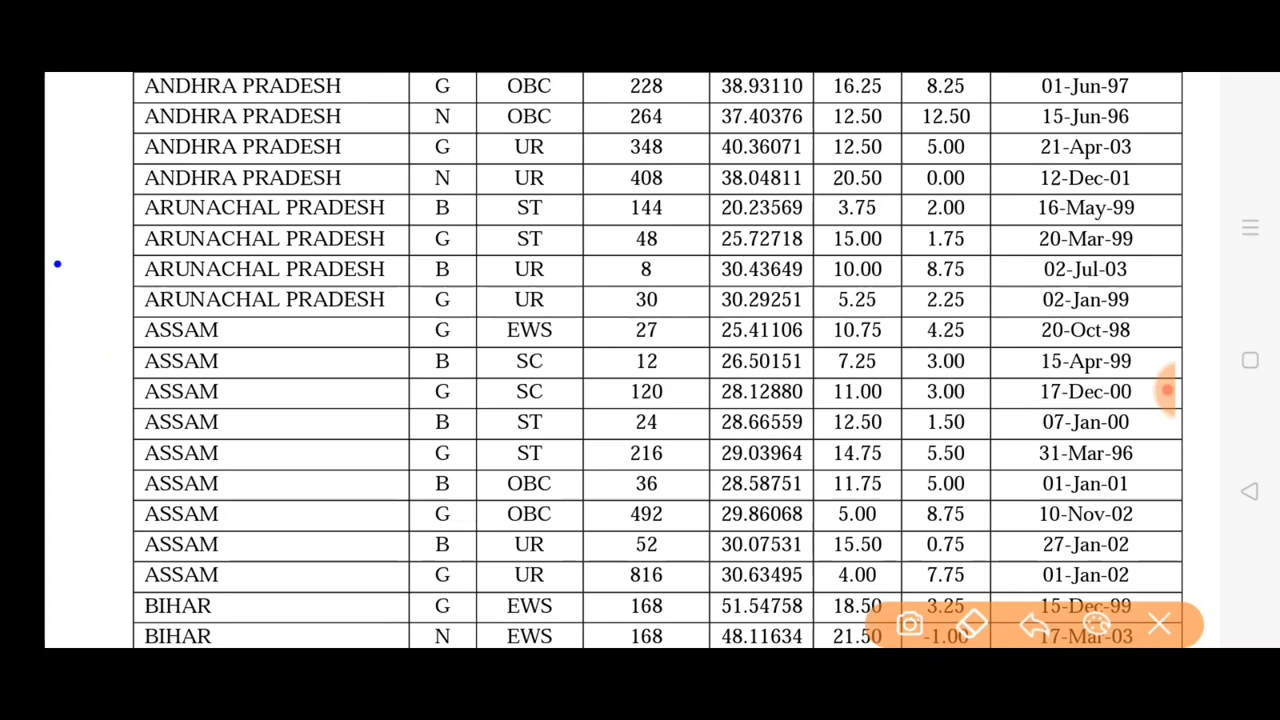 ANDHRA PRADESH G OBC 228 38.93110 16.25 8.25 01-Jun-97
ANDHRA PRADESH N OBC 264 37.40376 12.50 12.50 15-Jun-96
ANDHRA PRADESH G UR 348 40.36071 12.50 5.00 21-Apr-03
ANDHRA PRADESH N UR 408 38.04811 20.50 0.00 12-Dec-01
ARUNACHAL PRADESH B ST 144 20.23569 3.75 2.00 16-May-99
ARUNACHAL PRADESH G ST 48 25.72718 15.00 1.75 20-Mar-99
ARUNACHAL PRADESH B UR 8 30.43649 10.00 8.75 02-Jul-03
ARUNACHAL PRADESH G UR 30 30.29251 5.25 2.25 02-Jan-99
ASSAM G EWS 27 25.41106 10.75 4.25 20-Oct-98
ASSAM B SC 12 26.50151 7.25 3.00 15-Apr-99
ASSAM G SC 120 28.12880 11.00 3.00 17-Dec-00
ASSAM B ST 24 28.66559 12.50 1.50 07-Jan-00
ASSAM G ST 216 29.03964 14.75 5.50 31-Mar-96
ASSAM B OBC 36 28.58751 11.75 5.00 01-Jan-01
ASSAM G OBC 492 29.86068 5.00 8.75 10-Nov-02
ASSAM B UR 52 30.07531 15.50 0.75 27-Jan-02
ASSAM G UR 816 30.63495 4.00 7.75 01-Jan-02
BIHAR G EWS 168 51.54758 18.50 3.25 15-Dec-99
BIHAR N EWS 168 48.11634 21.50 -1.00 17-Mar-03